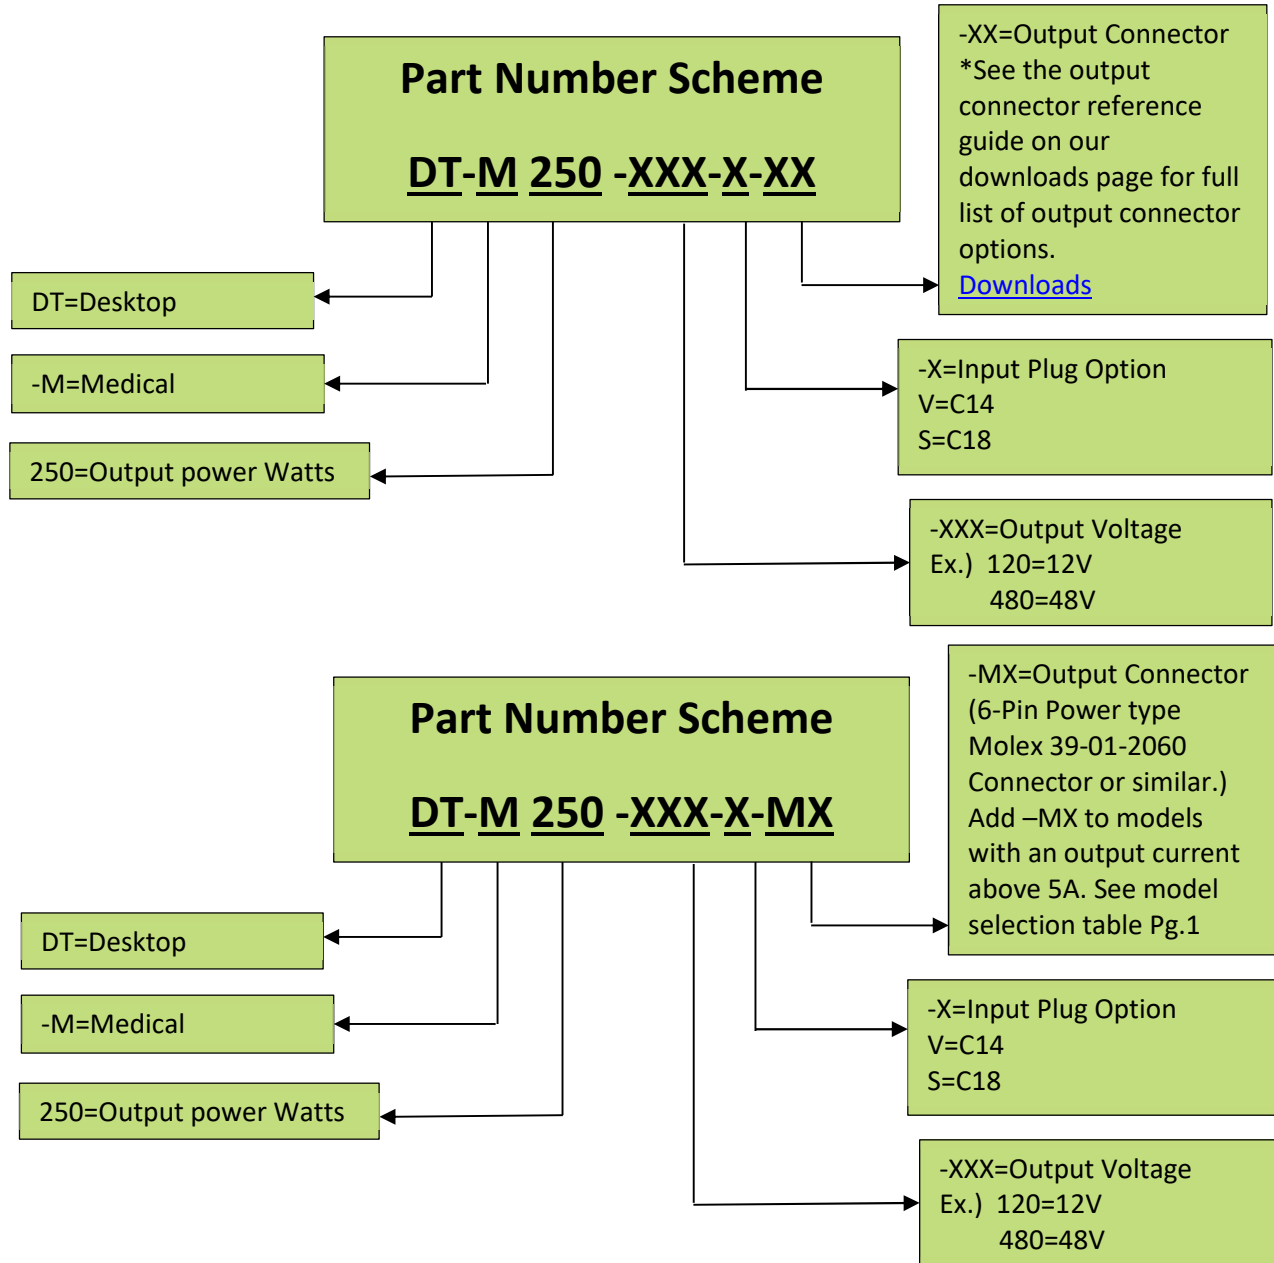 Part Number Scheme
DT-M 250 -XXX-X-XX
-XX=Output Connector
*See the output
connector reference
guide on our
downloads page for full
list of output connector
options.
Downloads
DT=Desktop
-M=Medical
-X=Input Plug Option
V=C14
S=C18
250=Output power Watts
-XXX=Output Voltage
Ex.) 120=12V
480=48V
Part Number Scheme
DT-M 250 -XXX-X-MX
-MX=Output Connector
(6-Pin Power type
Molex 39-01-2060
Connector or similar.)
Add –MX to models
with an output current
above 5A. See model
selection table Pg.1
DT=Desktop
-M=Medical
-X=Input Plug Option
V=C14
S=C18
250=Output power Watts
-XXX=Output Voltage
Ex.) 120=12V
480=48V